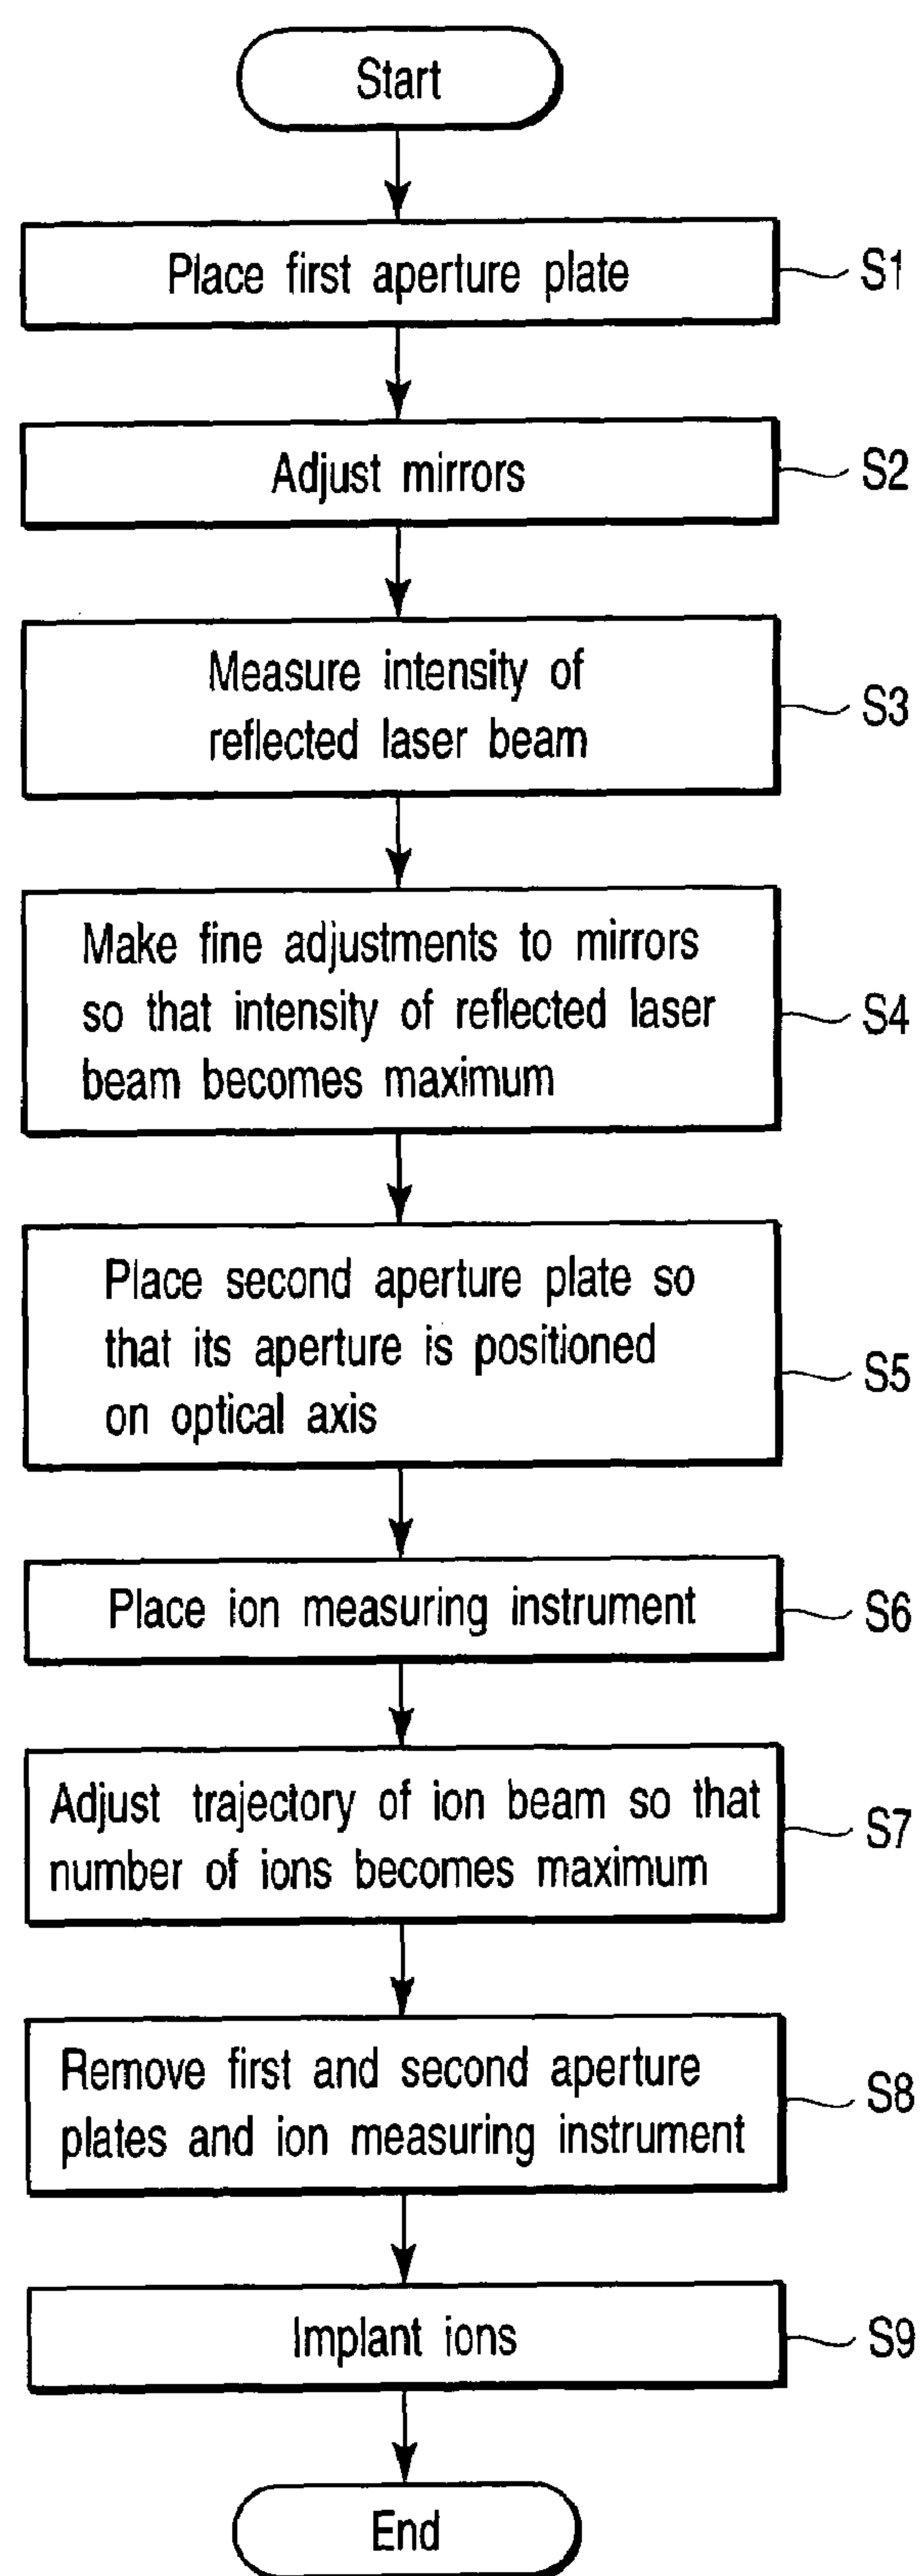 Start
Place first aperture plate
S1
Adjust mirrors
S2
Measure intensity of
reflected laser beam
S3
Make fine adjustments to mirrors
so that intensity of reflected laser
beam becomes maximum
S4
Place second aperture plate so
that its aperture is positioned
on optical axis
S5
Place ion measuring instrument
S6
Adjust trajectory of ion beam so that
number of ions becomes maximum
S7
Remove first and second aperture
plates and ion measuring instrument
S8
Implant ions
S9
End